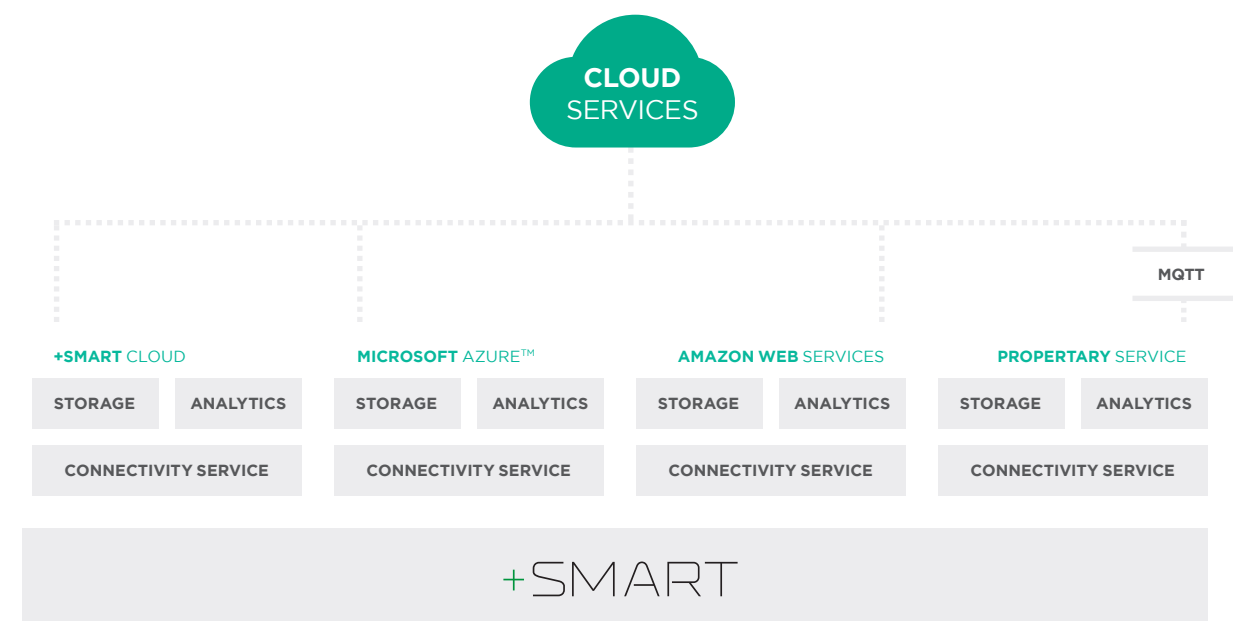 CLOUD
SERVICES
MQTT
+SMART CLOUD
MICROSOFT AZURE™
AMAZON WEB SERVICES
PROPERTARY SERVICE
STORAGE
ANALYTICS
STORAGE
ANALYTICS
STORAGE
ANALYTICS
STORAGE
ANALYTICS
CONNECTIVITY SERVICE
CONNECTIVITY SERVICE
CONNECTIVITY SERVICE
CONNECTIVITY SERVICE
+SMART